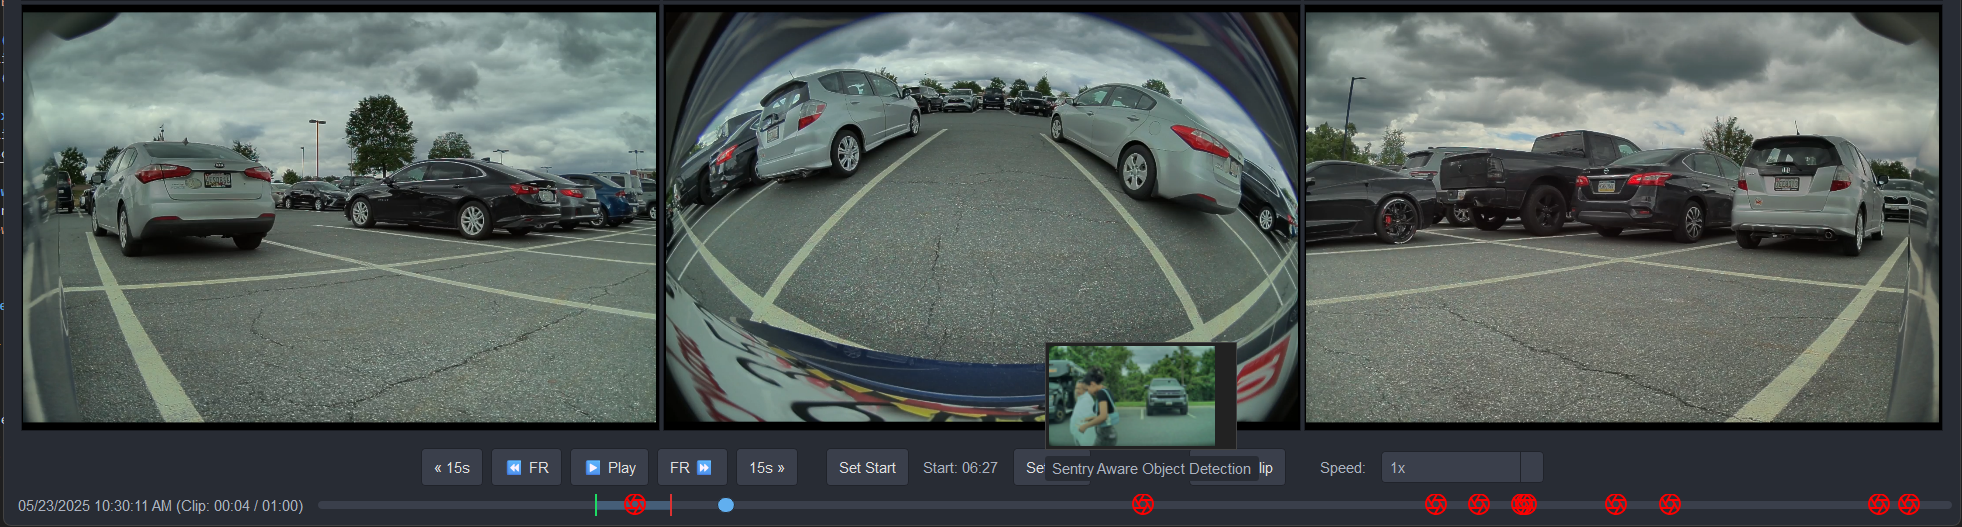 « 15s
FR
Play
FR
15s »
Set Start
Start: 06:27
Se
lip
Speed:
1x
Sentry Aware Object Detection
05/23/2025 10:30:11 AM (Clip: 00:04 / 01:00)